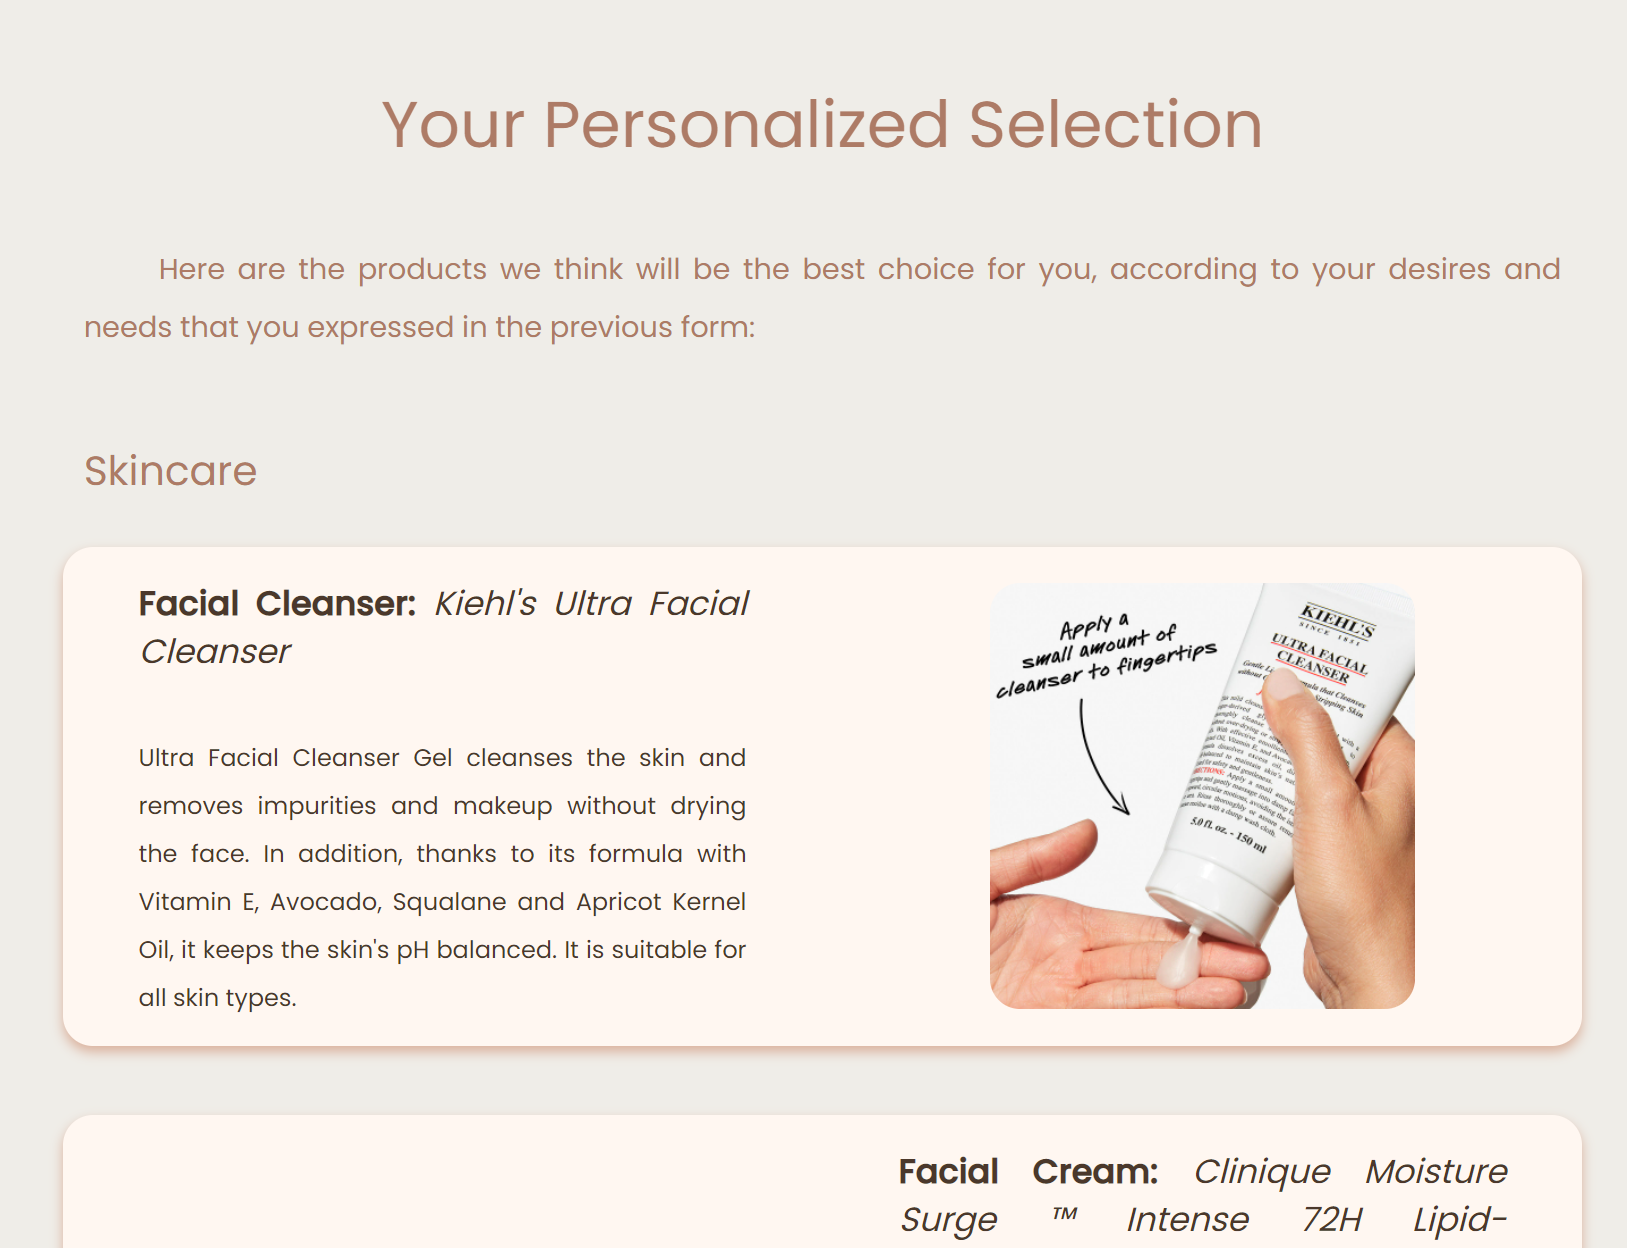 Your Personalized Selection
Here are the products we think will be the best choice for you, according to your desires and
needs that you expressed in the previous form:
Skincare
Facial Cleanser: Kiehl's Ultra Facial
Cleanser
Ultra Facial Cleanser Gel cleanses the skin and
removes impurities and makeup without drying
the face. In addition, thanks to its formula with
Vitamin E, Avocado, Squalane and Apricot Kernel
Oil, it keeps the skin's pH balanced. It is suitable for
all skin types.
Apply a
small amount of
cleanser to fingertips
KIEHL'S
SINCE 1851
ULTRA FACIAL
CLEANSER
that Cleanses
Stripping Skin
5.0 fl. oz. - 150 ml
Facial Cream: Clinique Moisture
Surge ™ Intense 72H Lipid-